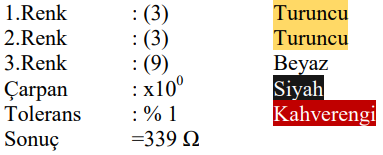 1.Renk : (3) Turuncu
2.Renk : (3) Turuncu
3.Renk : (9) Beyaz
Çarpan : x10⁰ Siyah
Tolerans : % 1 Kahverengi
Sonuç =339 Ω